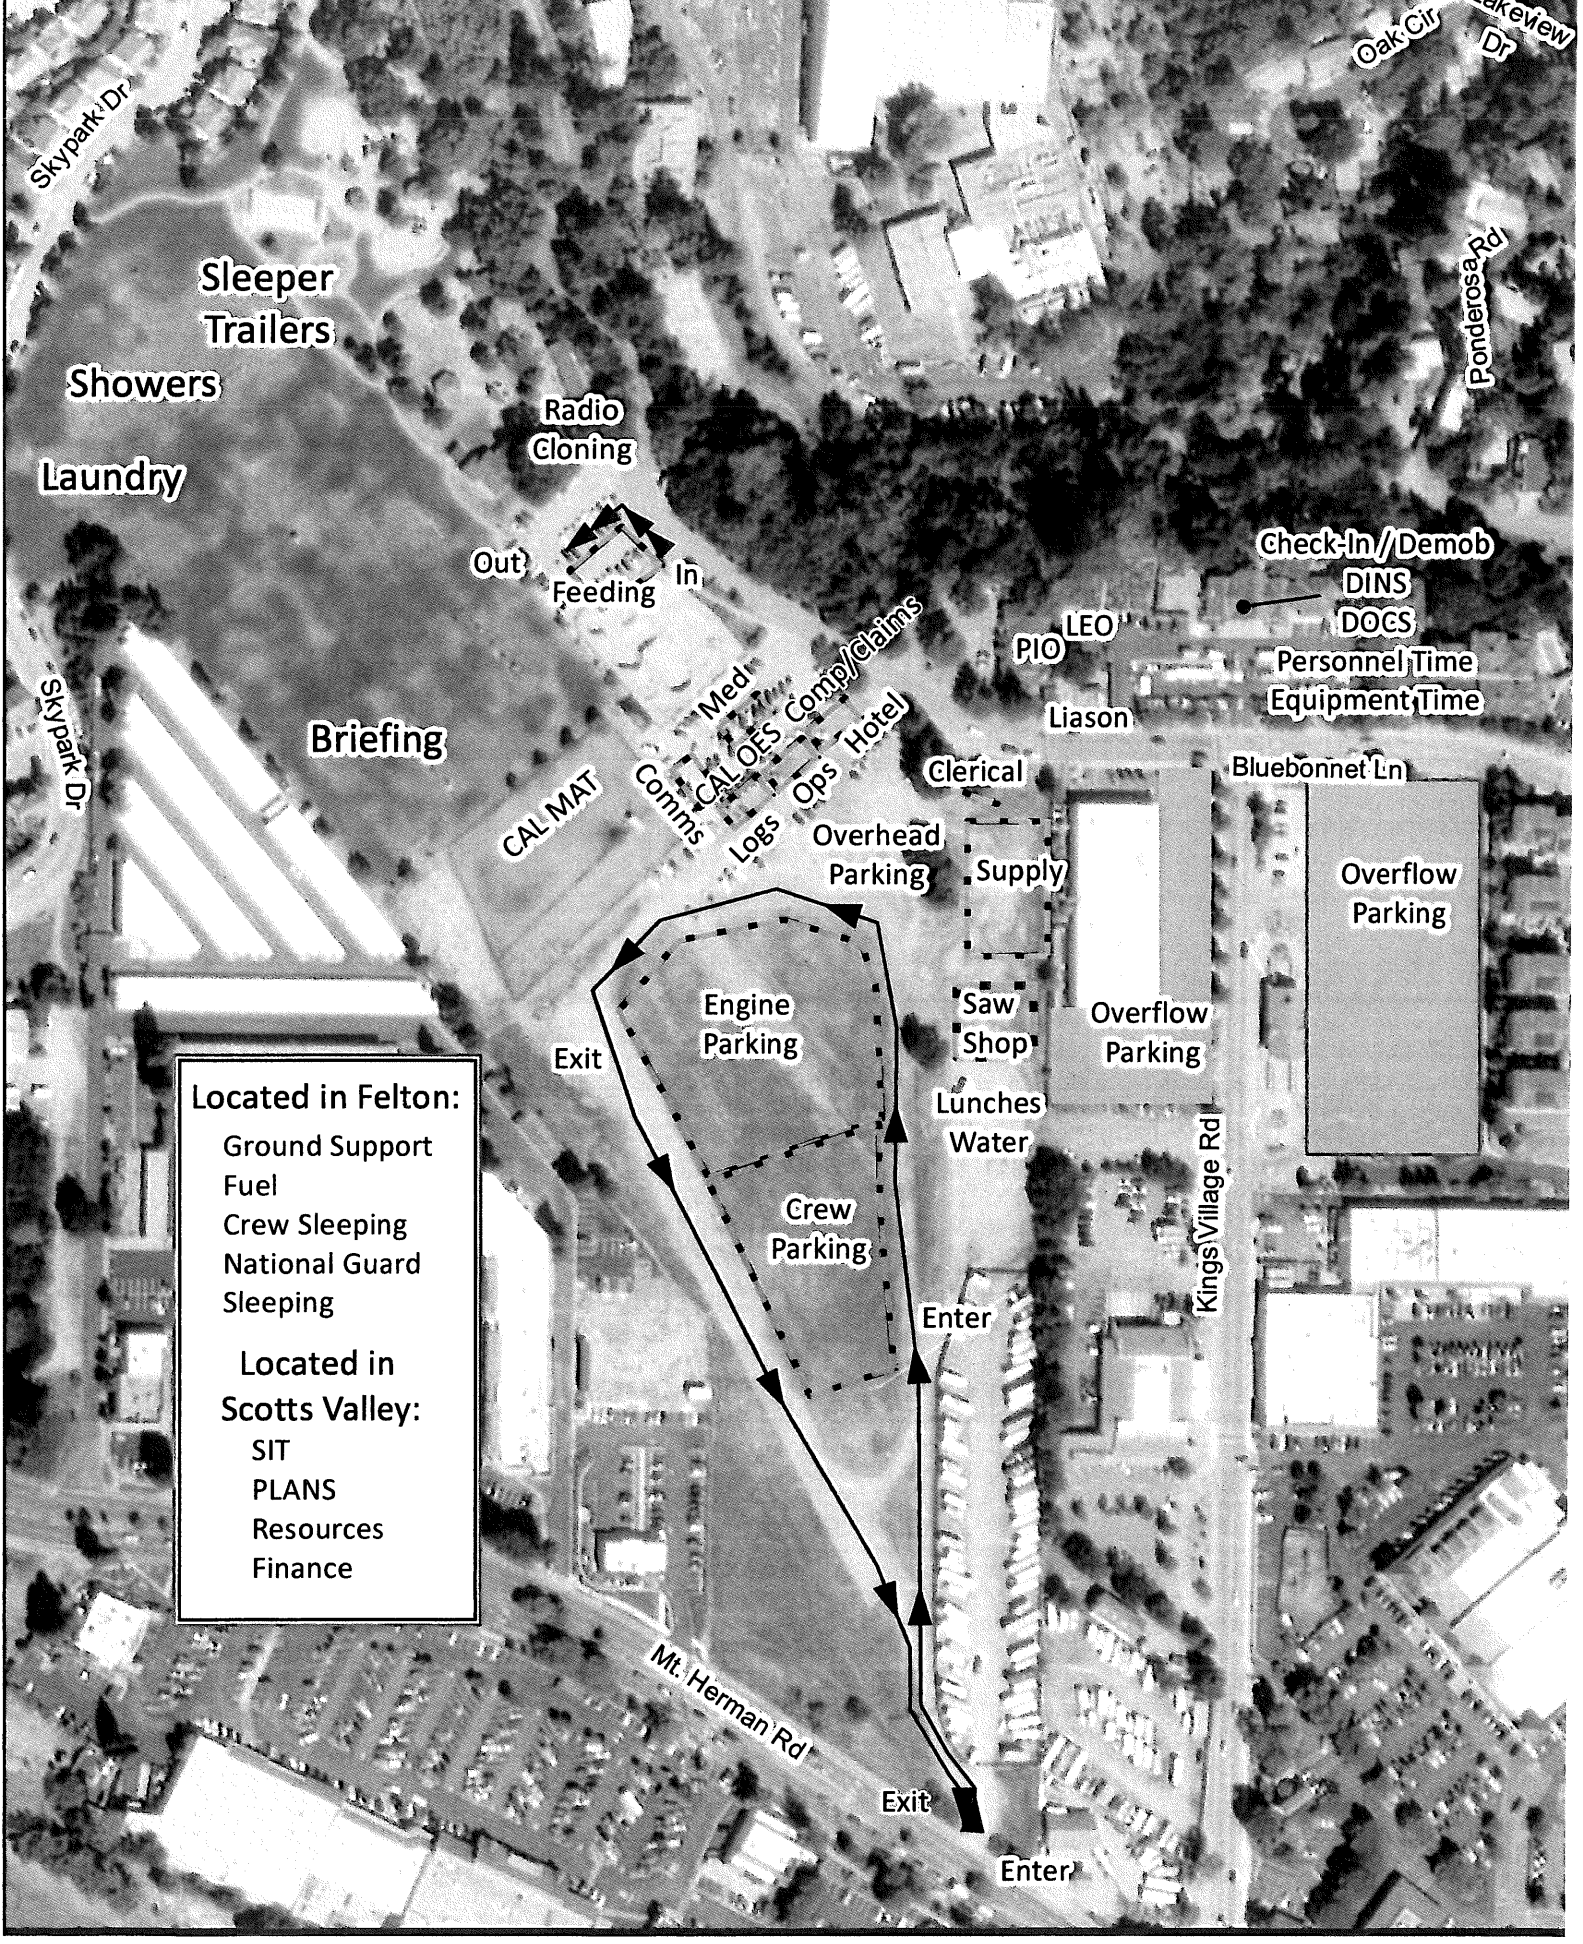 Oak Cir
Lakeview
Dr
Skypark Dr
Ponderosa Rd
Sleeper
Trailers
Showers
Radio
Cloning
Laundry
Out
In
Feeding
Check-In / Demob
DINS
DOCS
Personnel Time
Equipment Time
LEO
PIO
Liason
Skypark Dr
Briefing
Med
Comp/Claims
CAL OES
Hotel
Comms
Ops
Logs
CAL MAT
Clerical
Bluebonnet Ln
Overhead
Parking
Supply
Overflow
Parking
Engine
Parking
Saw
Shop
Overflow
Parking
Exit
Lunches
Water
Crew
Parking
Kings Village Rd
Enter
Located in Felton:
Ground Support
Fuel
Crew Sleeping
National Guard
Sleeping
Located in
Scotts Valley:
SIT
PLANS
Resources
Finance
Mt. Herman Rd
Exit
Enter